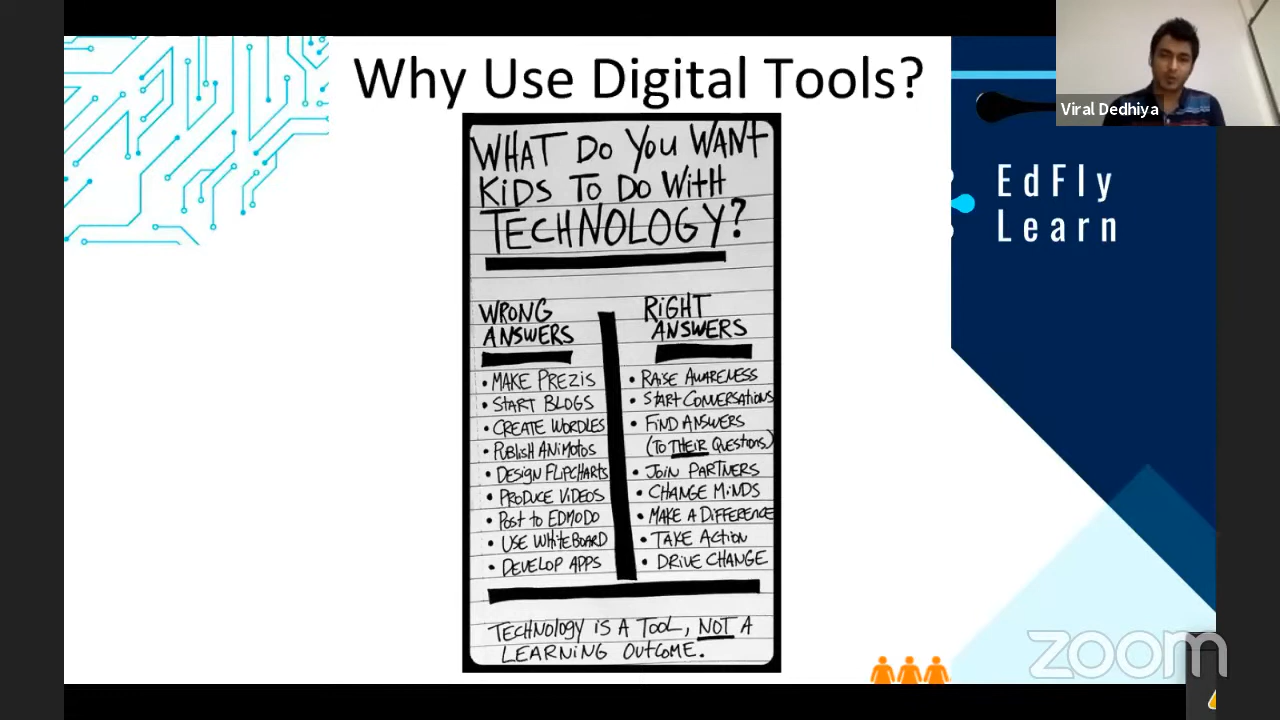 Why Use Digital Tools?
Viral Dedhiya
EdFly
Learn
WHAT DO YOU WANT
KIDS TO DO WITH
TECHNOLOGY?
WRONG
ANSWERS
• MAKE PREZIS
• START BLOGS
• CREATE WORDLES
• PUBLISH ANIMOTOS
• DESIGN FLIPCHARTS
• PRODUCE VIDEOS
• POST TO EDMODO
• USE WHITEBOARD
• DEVELOP APPS
RIGHT
ANSWERS
• RAISE AWARENESS
• START CONVERSATIONS
• FIND ANSWERS
(TO THEIR QUESTIONS)
• JOIN PARTNERS
• CHANGE MINDS
• MAKE A DIFFERENCE
• TAKE ACTION
• DRIVE CHANGE
TECHNOLOGY IS A TOOL, NOT A
LEARNING OUTCOME.
zoom